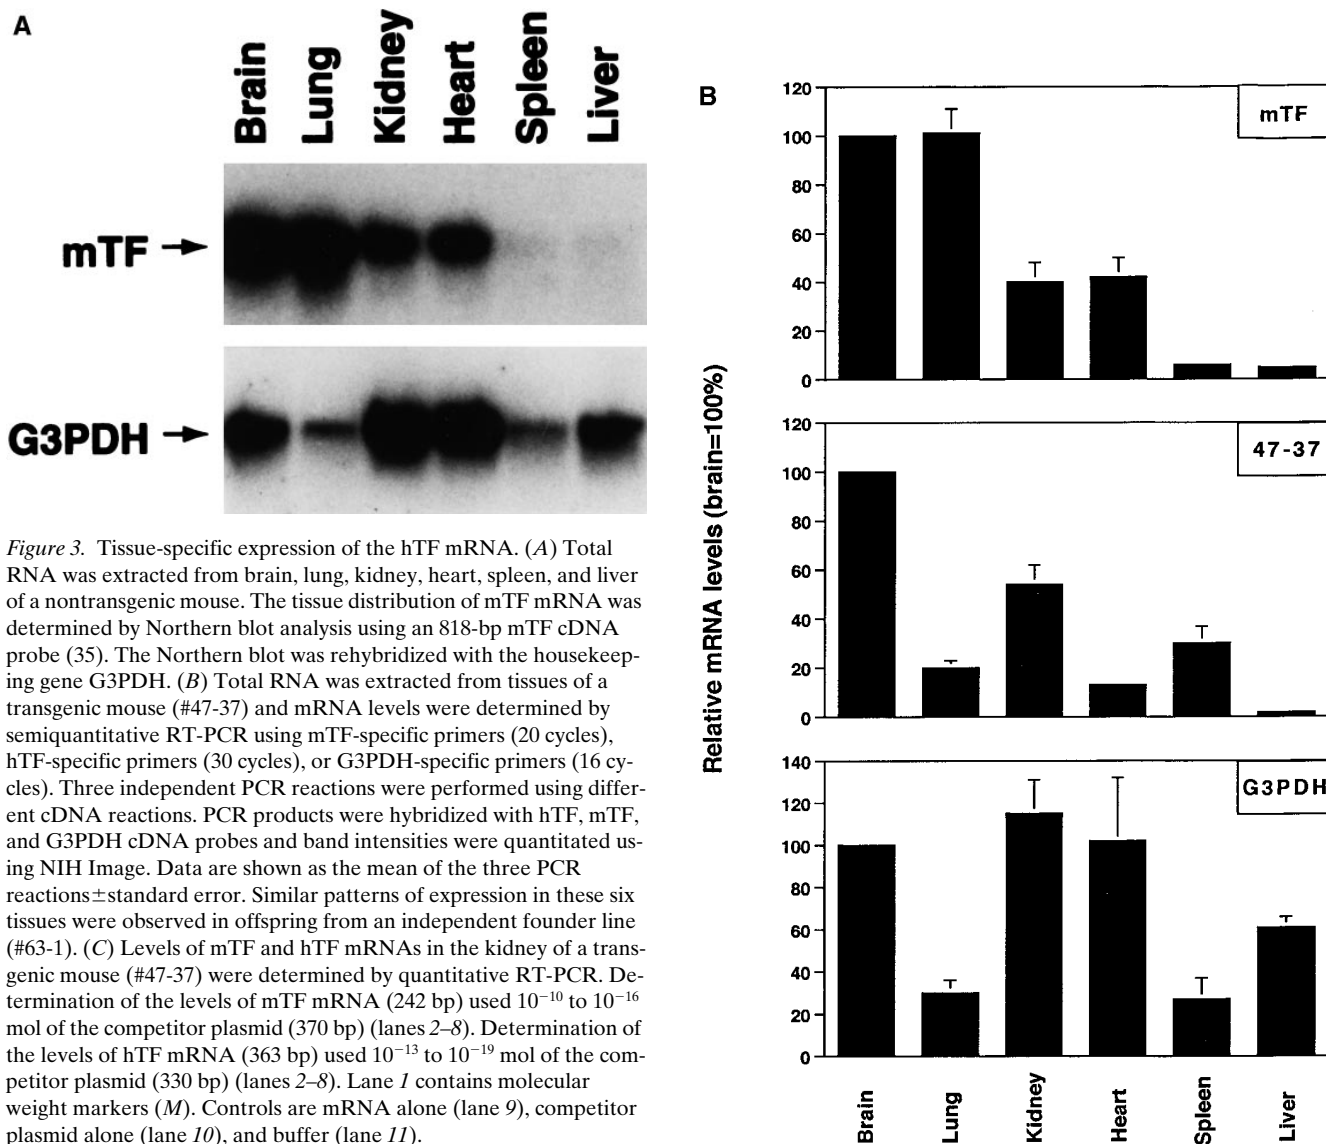 A
Brain
Lung
Kidney
Heart
Spleen
Liver
mTF
G3PDH
Figure 3. Tissue-specific expression of the hTF mRNA. (A) Total
RNA was extracted from brain, lung, kidney, heart, spleen, and liver
of a nontransgenic mouse. The tissue distribution of mTF mRNA was
determined by Northern blot analysis using an 818-bp mTF cDNA
probe (35). The Northern blot was rehybridized with the housekeep-
ing gene G3PDH. (B) Total RNA was extracted from tissues of a
transgenic mouse (#47-37) and mRNA levels were determined by
semiquantitative RT-PCR using mTF-specific primers (20 cycles),
hTF-specific primers (30 cycles), or G3PDH-specific primers (16 cy-
cles). Three independent PCR reactions were performed using differ-
ent cDNA reactions. PCR products were hybridized with hTF, mTF,
and G3PDH cDNA probes and band intensities were quantitated us-
ing NIH Image. Data are shown as the mean of the three PCR
reactions±standard error. Similar patterns of expression in these six
tissues were observed in offspring from an independent founder line
(#63-1). (C) Levels of mTF and hTF mRNAs in the kidney of a trans-
genic mouse (#47-37) were determined by quantitative RT-PCR. De-
termination of the levels of mTF mRNA (242 bp) used 10⁻¹⁰ to 10⁻¹⁶
mol of the competitor plasmid (370 bp) (lanes 2–8). Determination of
the levels of hTF mRNA (363 bp) used 10⁻¹³ to 10⁻¹⁹ mol of the com-
petitor plasmid (330 bp) (lanes 2–8). Lane 1 contains molecular
weight markers (M). Controls are mRNA alone (lane 9), competitor
plasmid alone (lane 10), and buffer (lane 11).
B
Relative mRNA levels (brain=100%)
120
100
80
60
40
20
0
mTF
120
100
80
60
40
20
0
47-37
140
120
100
80
60
40
20
0
G3PDH
Brain
Lung
Kidney
Heart
Spleen
Liver